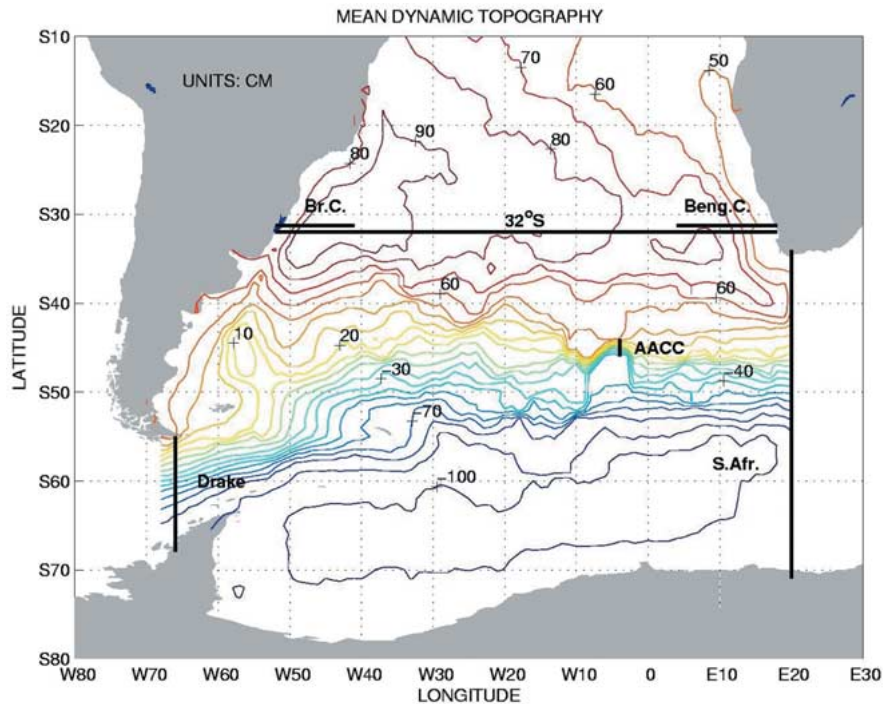 MEAN DYNAMIC TOPOGRAPHY
S10
UNITS: CM
70
50
60
S20
90
80
80
S30
Br.C.
32°S
Beng.C.
S40
60
60
10
20
AACC
LATITUDE
S50
−30
−40
−70
S60
Drake
−100
S.Afr.
S70
S80
W80 W70 W60 W50 W40 W30 W20 W10 0 E10 E20 E30
LONGITUDE